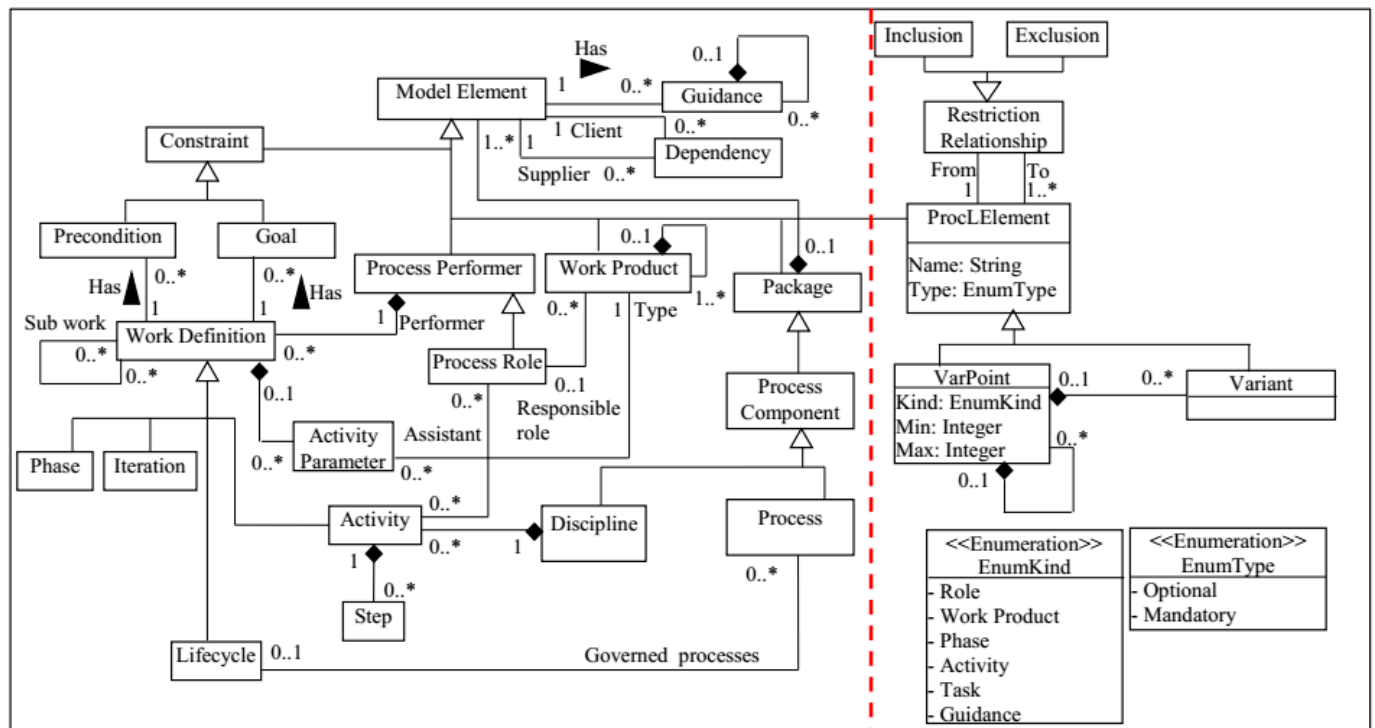 Inclusion
Exclusion
Has
0..1
1
0..*
Model Element
Guidance
0..*
Restriction
Relationship
Constraint
1..*
1
1
Client
0..*
Dependency
Supplier
0..*
From
1
To
1..*
ProcLElement
Name: String
Type: EnumType
Precondition
Goal
0..1
0..1
Process Performer
Work Product
Package
0..*
0..*
Has
Has
1
1
1
Performer
0..*
1
Type
1..*
Sub work
Work Definition
0..*
0..*
0..*
Process Role
0..1
0..*
Responsible
role
Process
Component
VarPoint
Kind: EnumKind
Min: Integer
Max: Integer
0..1
0..*
Variant
0..*
0..1
0..1
Phase
Iteration
Activity
Parameter
Assistant
0..*
0..*
0..*
Activity
0..*
1
Discipline
Process
1
0..*
0..*
Step
Lifecycle
0..1
Governed processes
<<Enumeration>>
EnumKind
- Role
- Work Product
- Phase
- Activity
- Task
- Guidance
<<Enumeration>>
EnumType
- Optional
- Mandatory